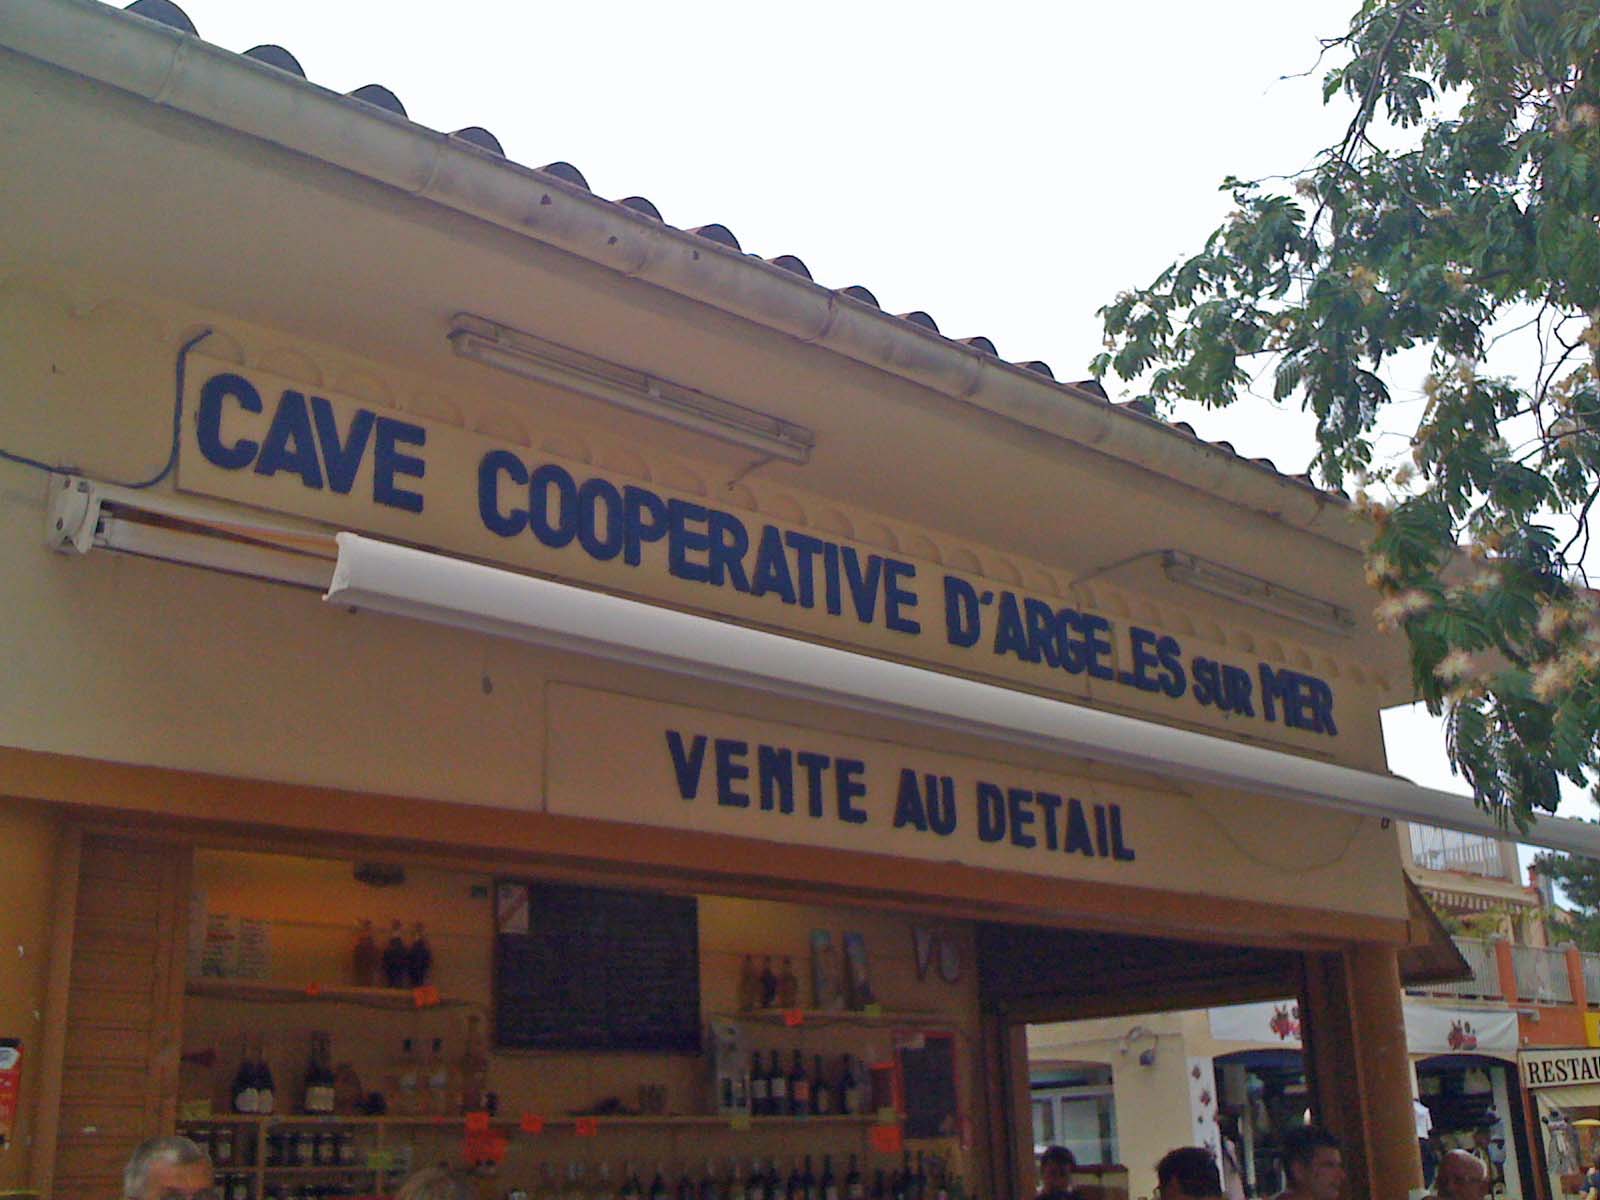 CAVE COOPERATIVE D'ARGELES SUR MER
VENTE AU DETAIL